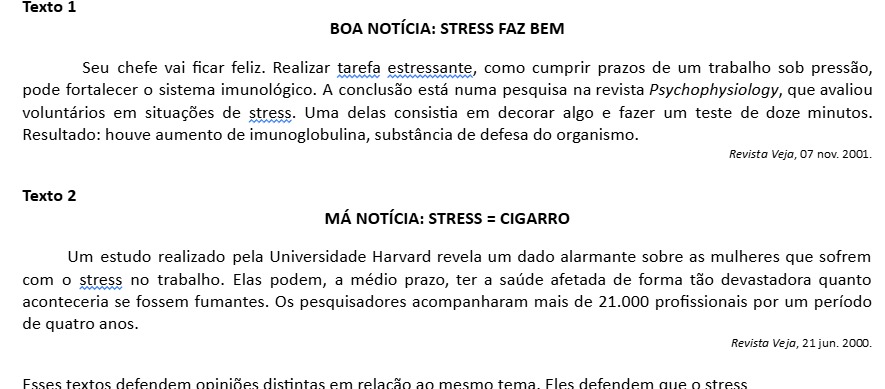 Texto 1
BOA NOTÍCIA: STRESS FAZ BEM
Seu chefe vai ficar feliz. Realizar tarefa estressante, como cumprir prazos de um trabalho sob pressão,
pode fortalecer o sistema imunológico. A conclusão está numa pesquisa na revista Psychophysiology, que avaliou
voluntários em situações de stress. Uma delas consistia em decorar algo e fazer um teste de doze minutos.
Resultado: houve aumento de imunoglobulina, substância de defesa do organismo.
Revista Veja, 07 nov. 2001.
Texto 2
MÁ NOTÍCIA: STRESS = CIGARRO
Um estudo realizado pela Universidade Harvard revela um dado alarmante sobre as mulheres que sofrem
com o stress no trabalho. Elas podem, a médio prazo, ter a saúde afetada de forma tão devastadora quanto
aconteceria se fossem fumantes. Os pesquisadores acompanharam mais de 21.000 profissionais por um período
de quatro anos.
Revista Veja, 21 jun. 2000.
Esses textos defendem opiniões distintas em relação ao mesmo tema. Eles defendem que o stress